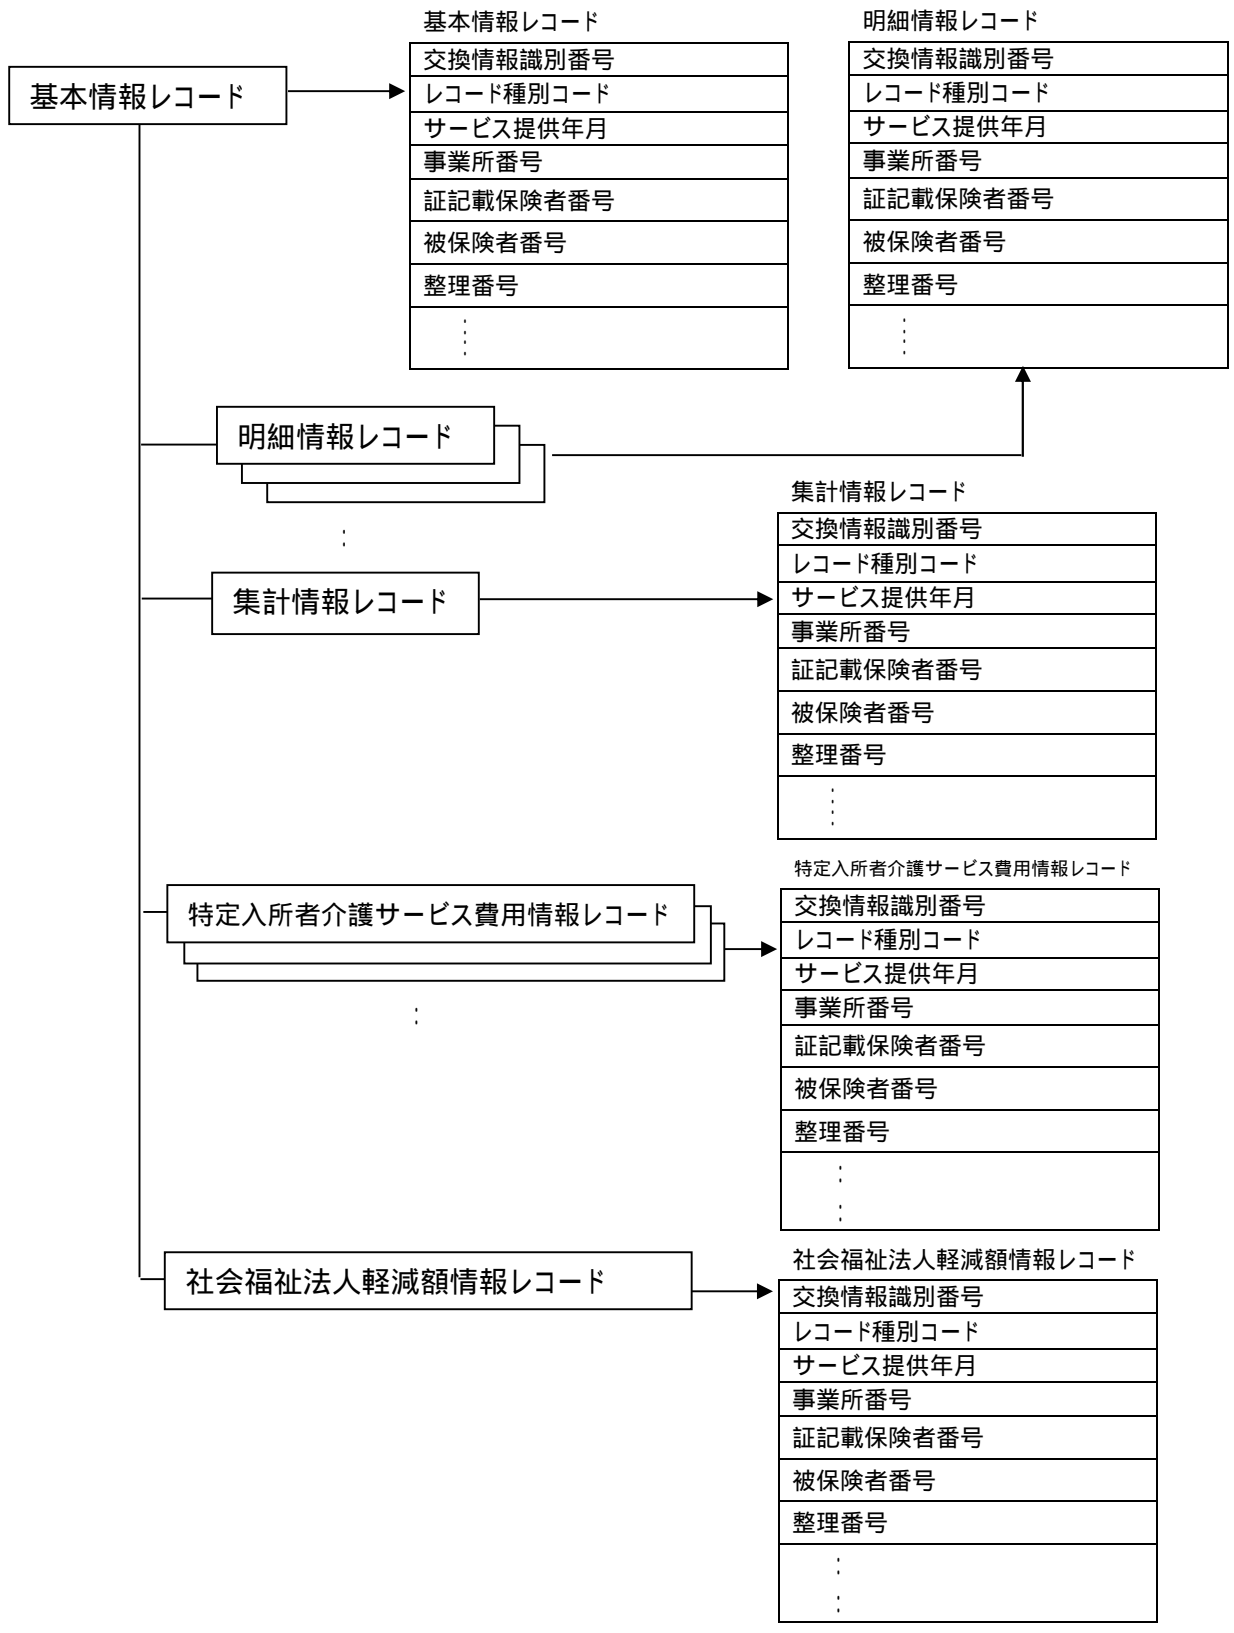 基本情報レコード
基本情報レコード
交換情報識別番号
レコード種別コード
サービス提供年月
事業所番号
証記載保険者番号
被保険者番号
整理番号
明細情報レコード
交換情報識別番号
レコード種別コード
サービス提供年月
事業所番号
証記載保険者番号
被保険者番号
整理番号
明細情報レコード
集計情報レコード
集計情報レコード
交換情報識別番号
レコード種別コード
サービス提供年月
事業所番号
証記載保険者番号
被保険者番号
整理番号
特定入所者介護サービス費用情報レコード
特定入所者介護サービス費用情報レコード
交換情報識別番号
レコード種別コード
サービス提供年月
事業所番号
証記載保険者番号
被保険者番号
整理番号
社会福祉法人軽減額情報レコード
社会福祉法人軽減額情報レコード
交換情報識別番号
レコード種別コード
サービス提供年月
事業所番号
証記載保険者番号
被保険者番号
整理番号